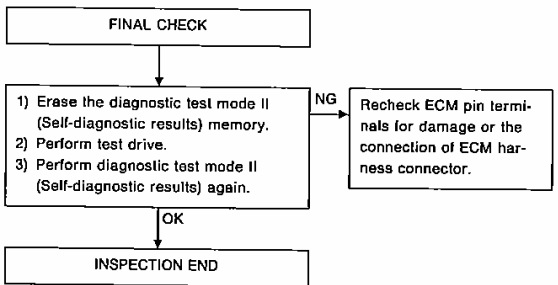 FINAL CHECK
1) Erase the diagnostic test mode II
(Self-diagnostic results) memory.
2) Perform test drive.
3) Perform diagnostic test mode II
(Self-diagnostic results) again.
NG
Recheck ECM pin termi-
nals for damage or the
connection of ECM har-
ness connector.
OK
INSPECTION END